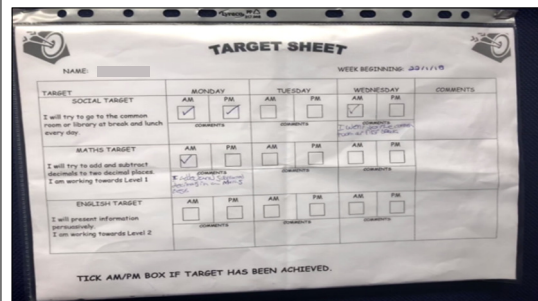 TARGET SHEET
NAME:
WEEK BEGINNING:
TARGET MONDAY TUESDAY WEDNESDAY COMMENTS
SOCIAL TARGET AM PM AM PM AM PM
I will try to go to the common
room or library at break and lunch
every day.
COMMENTS COMMENTS COMMENTS
MATHS TARGET AM PM AM PM AM PM
I will try to add and subtract
decimals to two decimal places.
I am working towards Level 1
COMMENTS COMMENTS COMMENTS
ENGLISH TARGET AM PM AM PM AM PM
I will present information
persuasively.
I am working towards Level 2
COMMENTS COMMENTS COMMENTS
TICK AM/PM BOX IF TARGET HAS BEEN ACHIEVED.